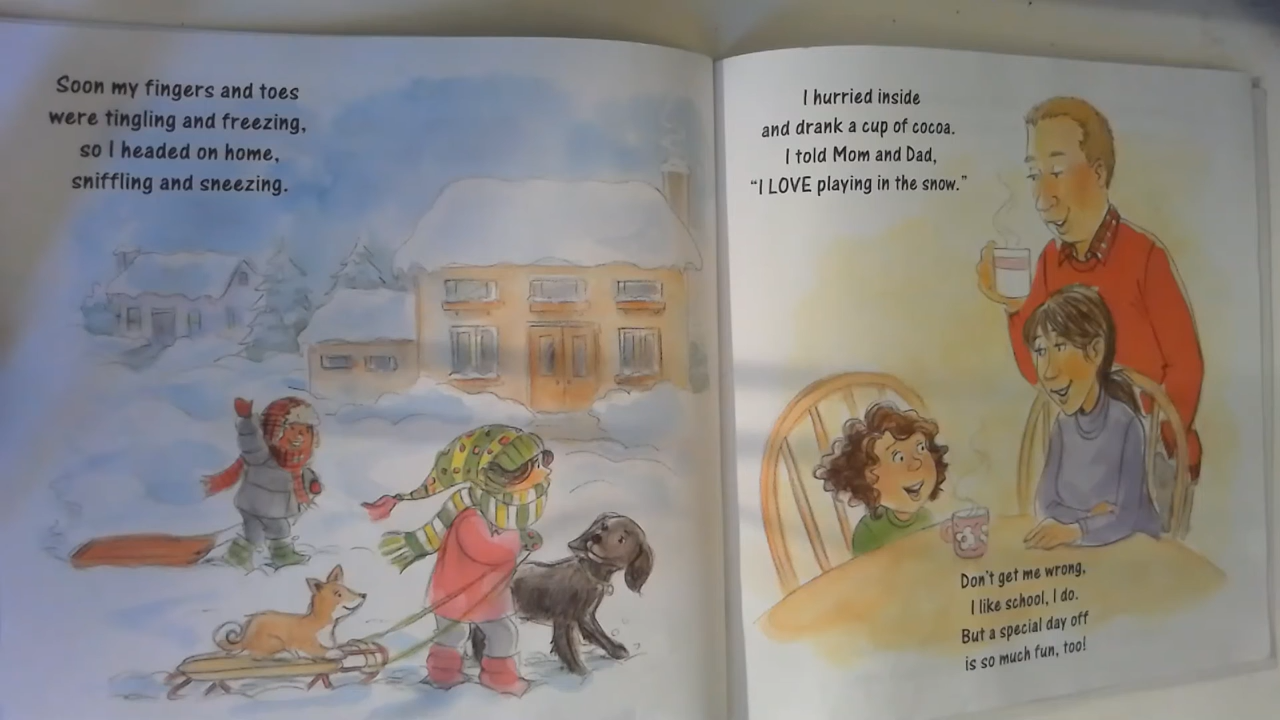 Soon my fingers and toes
were tingling and freezing,
so I headed on home,
sniffling and sneezing.
I hurried inside
and drank a cup of cocoa.
I told Mom and Dad,
“I LOVE playing in the snow.”
Don't get me wrong,
I like school, I do.
But a special day off
is so much fun, too!